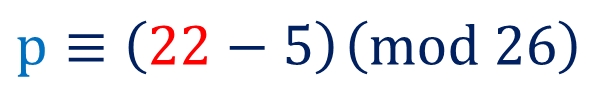 p ≡ (22 − 5) (mod 26)